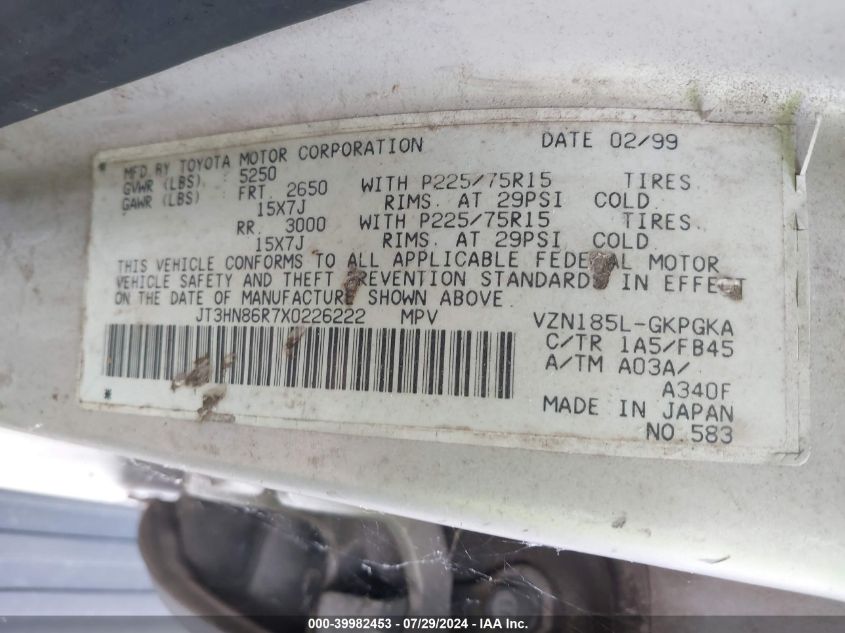 MFD BY TOYOTA MOTOR CORPORATION DATE 02/99
GVWR (LBS) 5250
GAWR (LBS) FRT. 2650 WITH P225/75R15 TIRES.
15X7J RIMS. AT 29PSI COLD.
RR. 3000 WITH P225/75R15 TIRES.
15X7J RIMS. AT 29PSI COLD.
THIS VEHICLE CONFORMS TO ALL APPLICABLE FEDERAL MOTOR
VEHICLE SAFETY AND THEFT PREVENTION STANDARDS IN EFFECT
ON THE DATE OF MANUFACTURE SHOWN ABOVE.
JT3HN86R7X0226222 MPV VZN185L-GKPGKA
C/TR 1A5/FB45
A/TM A03A/
A340F
MADE IN JAPAN
NO.583
000-39982453 - 07/29/2024 - IAA Inc.